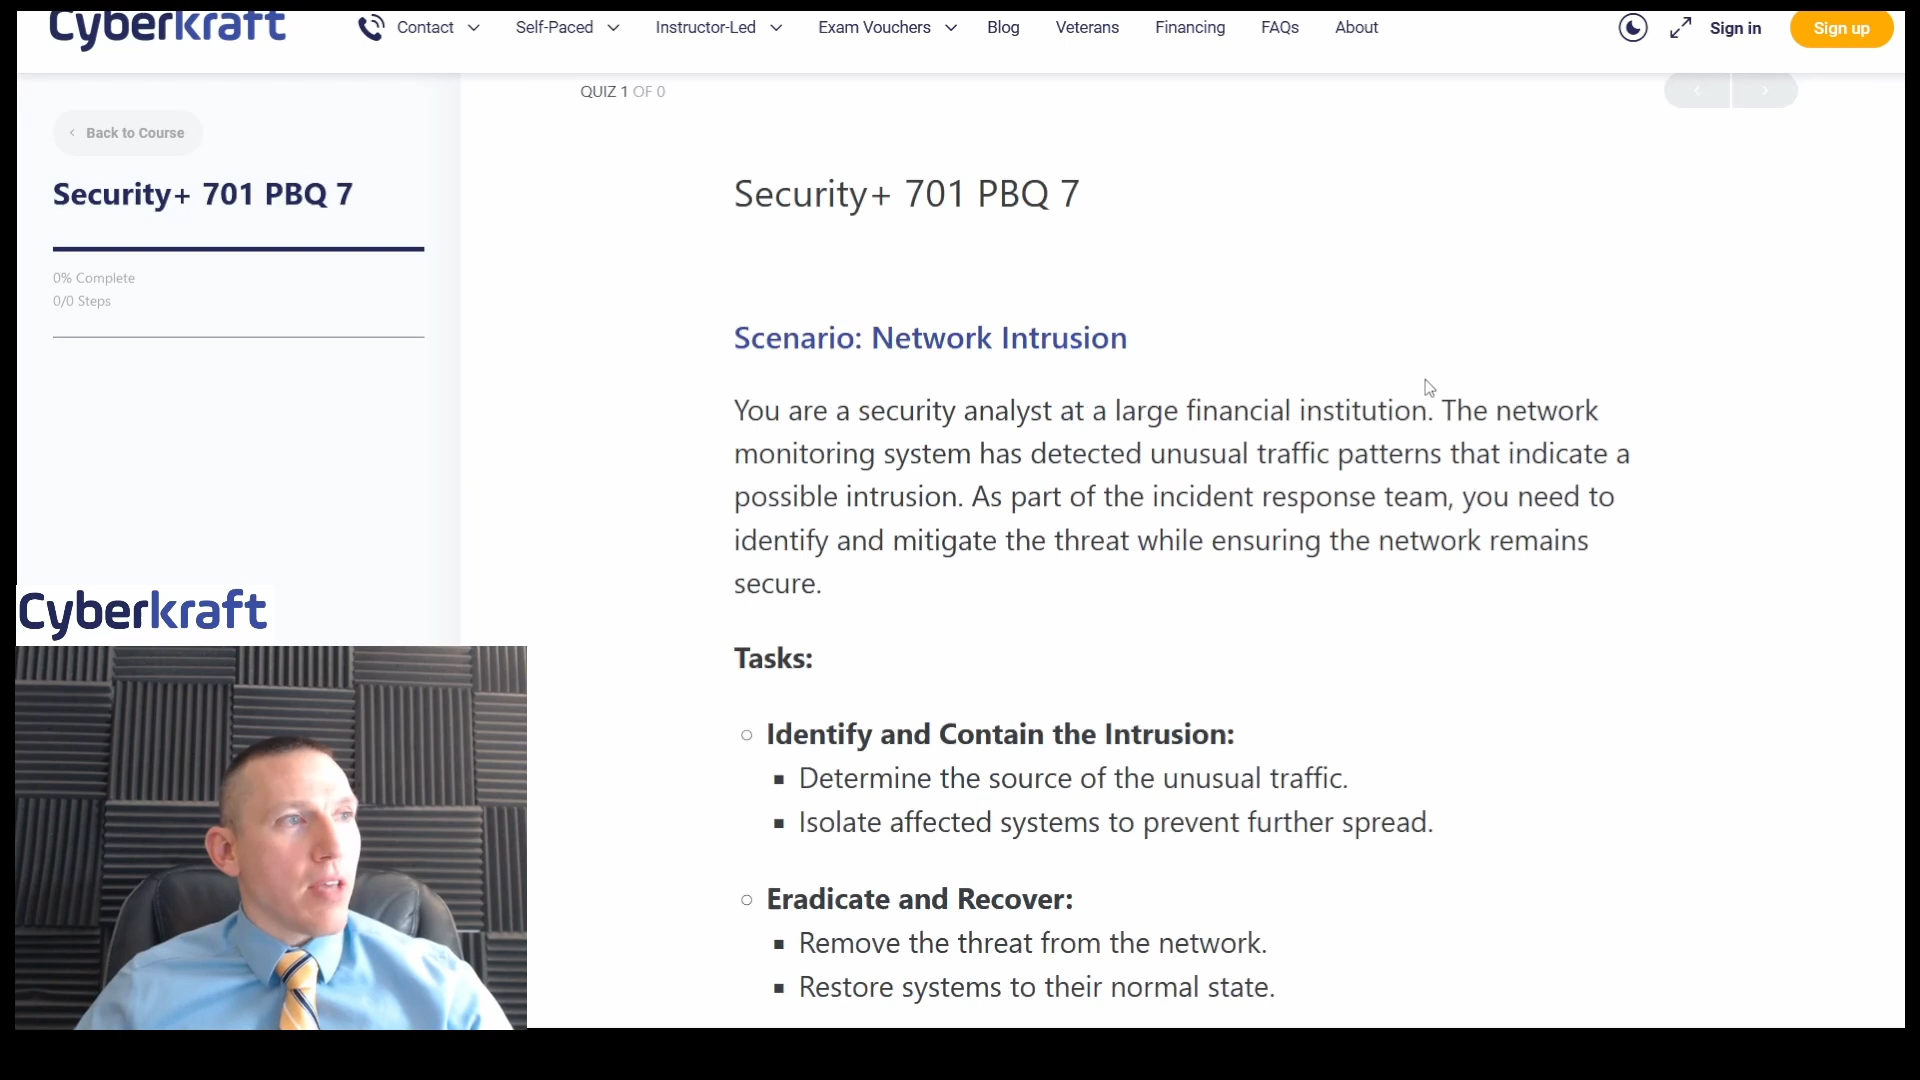 Cyberkraft
Contact Self-Paced Instructor-Led Exam Vouchers Blog Veterans Financing FAQs About Sign in Sign up
QUIZ 1 OF 0
Back to Course
Security+ 701 PBQ 7
0% Complete
0/0 Steps
Security+ 701 PBQ 7
Scenario: Network Intrusion
You are a security analyst at a large financial institution. The network
monitoring system has detected unusual traffic patterns that indicate a
possible intrusion. As part of the incident response team, you need to
identify and mitigate the threat while ensuring the network remains
secure.
Tasks:
Identify and Contain the Intrusion:
Determine the source of the unusual traffic.
Isolate affected systems to prevent further spread.
Eradicate and Recover:
Remove the threat from the network.
Restore systems to their normal state.
Cyberkraft